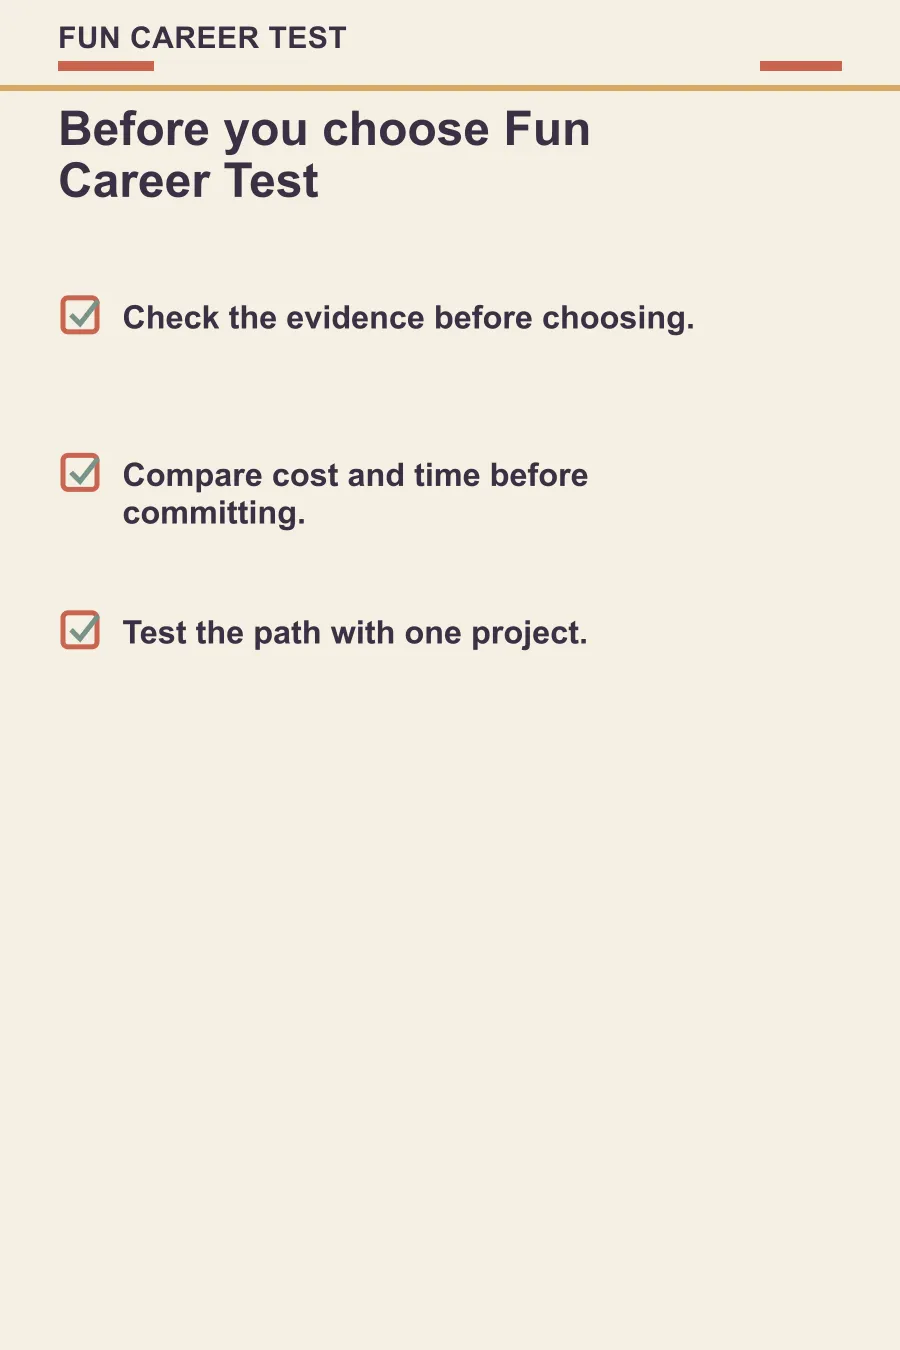 FUN CAREER TEST
Before you choose Fun
Career Test
Check the evidence before choosing.
Compare cost and time before
committing.
Test the path with one project.